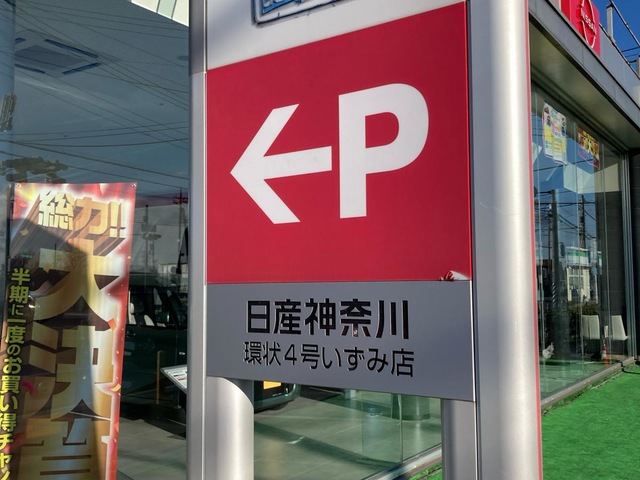 ←P
日産神奈川
環状4号いずみ店
総力!!
大決算
半期に一度のお買い得チャン